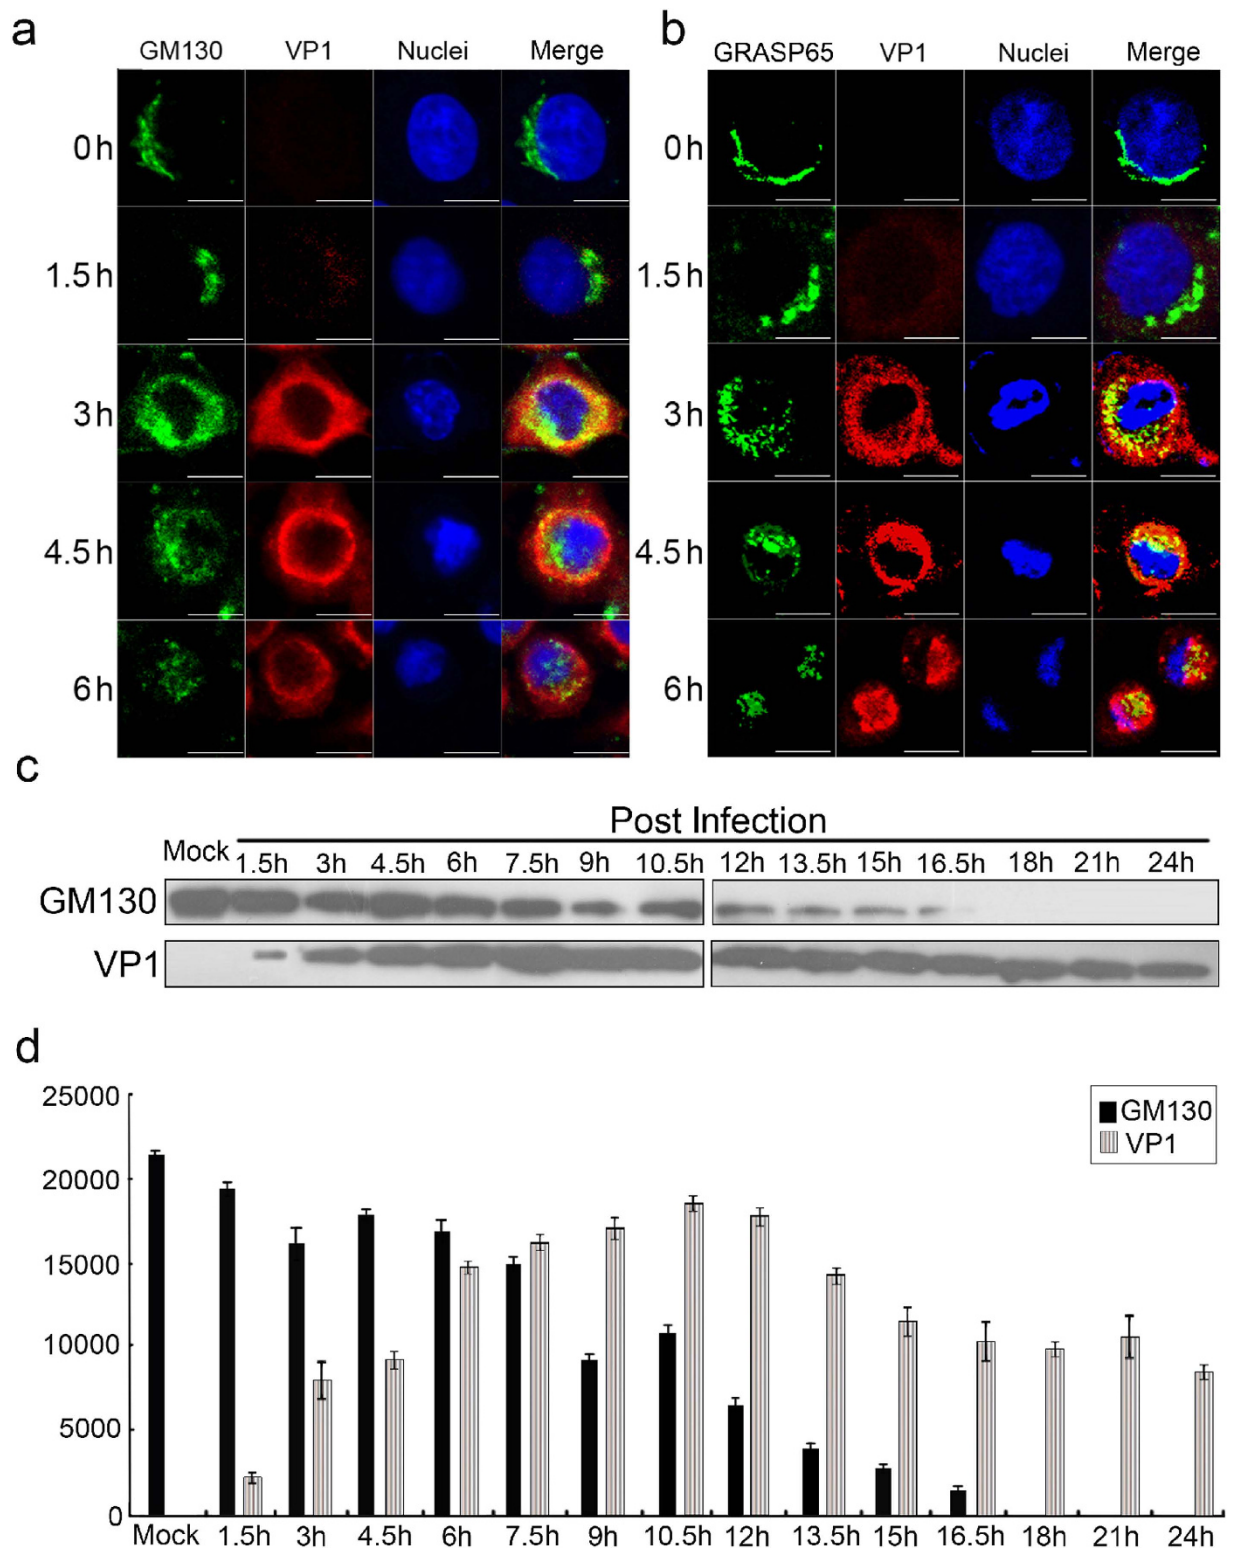 a
GM130 VP1 Nuclei Merge
0h
1.5h
3h
4.5h
6h
b
GRASP65 VP1 Nuclei Merge
0h
1.5h
3h
4.5h
6h
c
Post Infection
Mock 1.5h 3h 4.5h 6h 7.5h 9h 10.5h 12h 13.5h 15h 16.5h 18h 21h 24h
GM130
VP1
d
25000
20000
15000
10000
5000
0
GM130
VP1
Mock 1.5h 3h 4.5h 6h 7.5h 9h 10.5h 12h 13.5h 15h 16.5h 18h 21h 24h